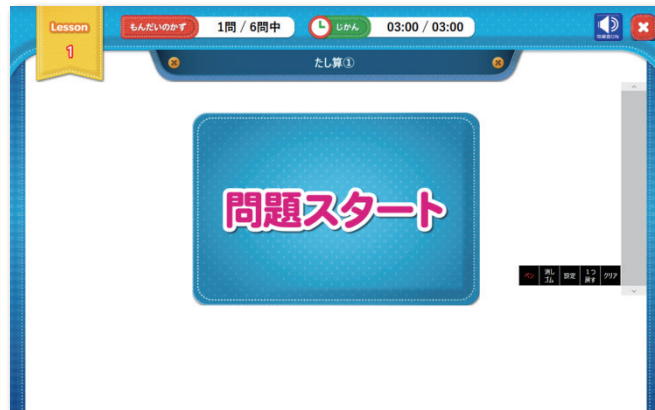 Lesson
1
もんだいのかず
1問 / 6問中
じかん
03:00 / 03:00
たし算①
問題スタート
ペン
消し
ゴム
設定
1つ
戻す
クリア